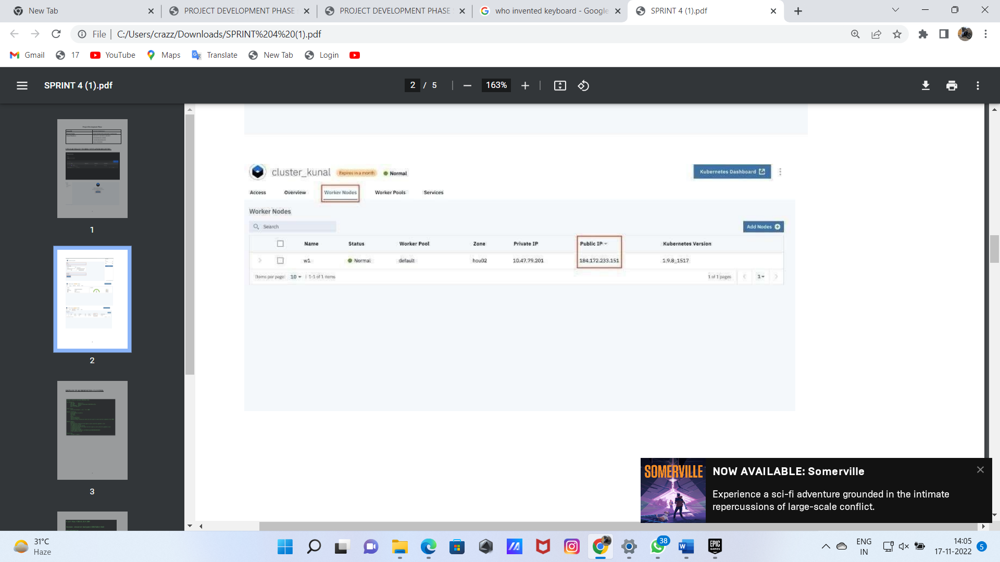 New Tab
PROJECT DEVELOPMENT PHASE
PROJECT DEVELOPMENT PHASE
who invented keyboard - Google
SPRINT 4 (1).pdf
File
C:/Users/crazz/Downloads/SPRINT%204%20(1).pdf
Gmail
17
YouTube
Maps
Translate
New Tab
Login
SPRINT 4 (1).pdf
2 / 5
163%
1
2
3
cluster_kunal
Expires in a month
Normal
Kubernetes Dashboard
Access
Overview
Worker Nodes
Worker Pools
Services
Worker Nodes
Search
Add Nodes
Name
Status
Worker Pool
Zone
Private IP
Public IP
Kubernetes Version
w1
Normal
default
hou02
10.47.79.201
184.172.233.151
1.9.8_1517
Items per page: 10 | 1-1 of 1 items
1 of 1 pages
1
SOMERVILLE
NOW AVAILABLE: Somerville
Experience a sci-fi adventure grounded in the intimate
repercussions of large-scale conflict.
31°C
Haze
38
EPIC
GAMES
ENG
IN
14:05
17-11-2022
5